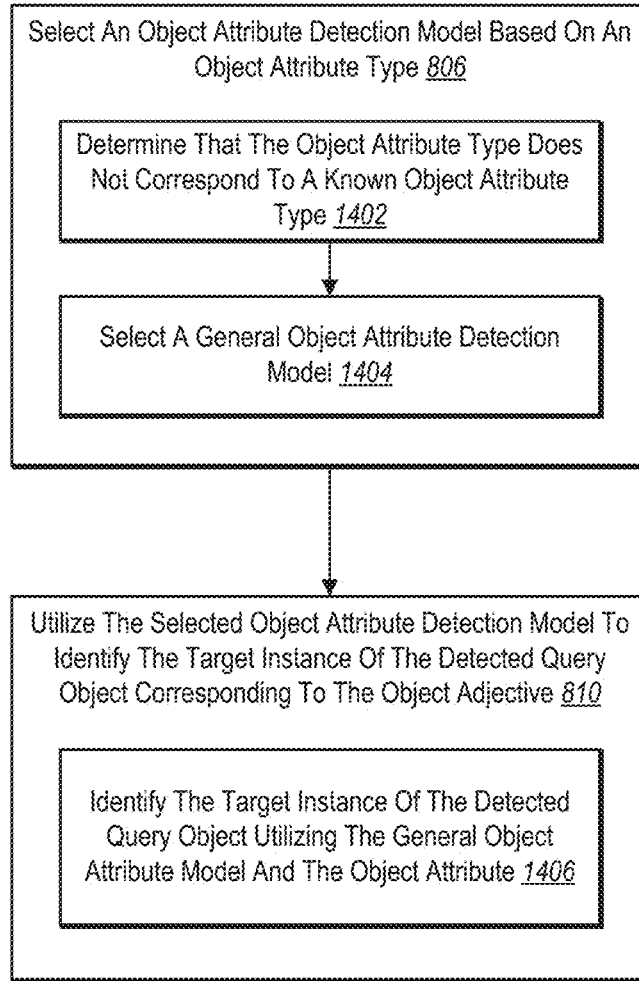 Select An Object Attribute Detection Model Based On An
Object Attribute Type 806
Determine That The Object Attribute Type Does
Not Correspond To A Known Object Attribute
Type 1402
Select A General Object Attribute Detection
Model 1404
Utilize The Selected Object Attribute Detection Model To
Identify The Target Instance Of The Detected Query
Object Corresponding To The Object Adjective 810
Identify The Target Instance Of The Detected
Query Object Utilizing The General Object
Attribute Model And The Object Attribute 1406